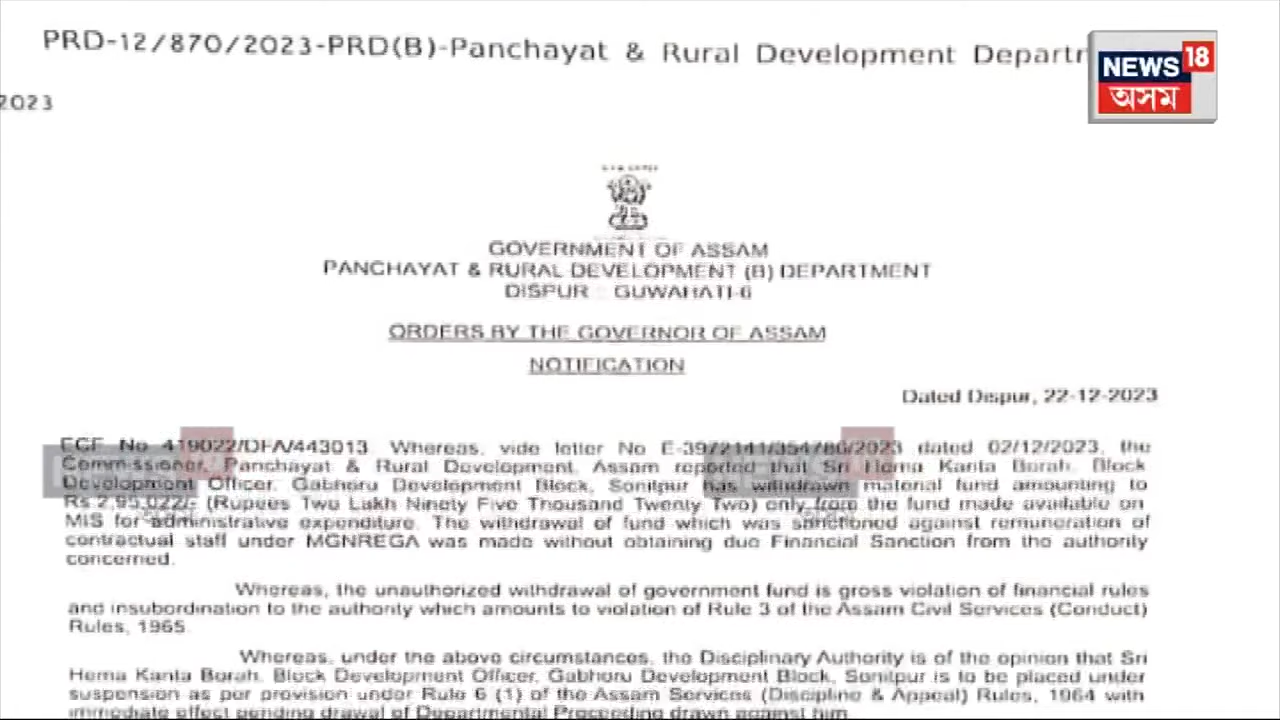 PRD-12/870/2023-PRD(B)-Panchayat & Rural Development Departm
2023
NEWS 18
অসম
GOVERNMENT OF ASSAM
PANCHAYAT & RURAL DEVELOPMENT (B) DEPARTMENT
DISPUR :: GUWAHATI-6
ORDERS BY THE GOVERNOR OF ASSAM
NOTIFICATION
Dated Dispur, 22-12-2023
ECF No 419022/DFA/443013. Whereas, vide letter No E-3972141/354786/2023 dated 02/12/2023, the
Commissioner, Panchayat & Rural Development, Assam reported that Sri Hema Kanta Borah, Block
Development Officer, Gabhoru Development Block, Sonitpur has withdrawn material fund amounting to
Rs 2,95,022/- (Rupees Two Lakh Ninety Five Thousand Twenty Two) only from the fund made available on
MIS for administrative expenditure. The withdrawal of fund which was sanctioned against remuneration of
contractual staff under MGNREGA was made without obtaining due Financial Sanction from the authority
concerned.
Whereas, the unauthorized withdrawal of government fund is gross violation of financial rules
and insubordination to the authority which amounts to violation of Rule 3 of the Assam Civil Services (Conduct)
Rules, 1965.
Whereas, under the above circumstances, the Disciplinary Authority is of the opinion that Sri
Hema Kanta Borah, Block Development Officer, Gabhoru Development Block, Sonitpur is to be placed under
suspension as per provision under Rule 6 (1) of the Assam Services (Discipline & Appeal) Rules, 1964 with
immediate effect pending drawal of Departmental Proceeding drawn against him.